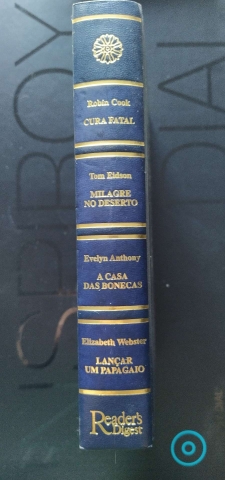 Robin Cook
CURA FATAL
Tom Eidson
MILAGRE
NO DESERTO
Evelyn Anthony
A CASA
DAS BONECAS
Elizabeth Webster
LANÇAR
UM PAPAGAIO
Reader's
Digest